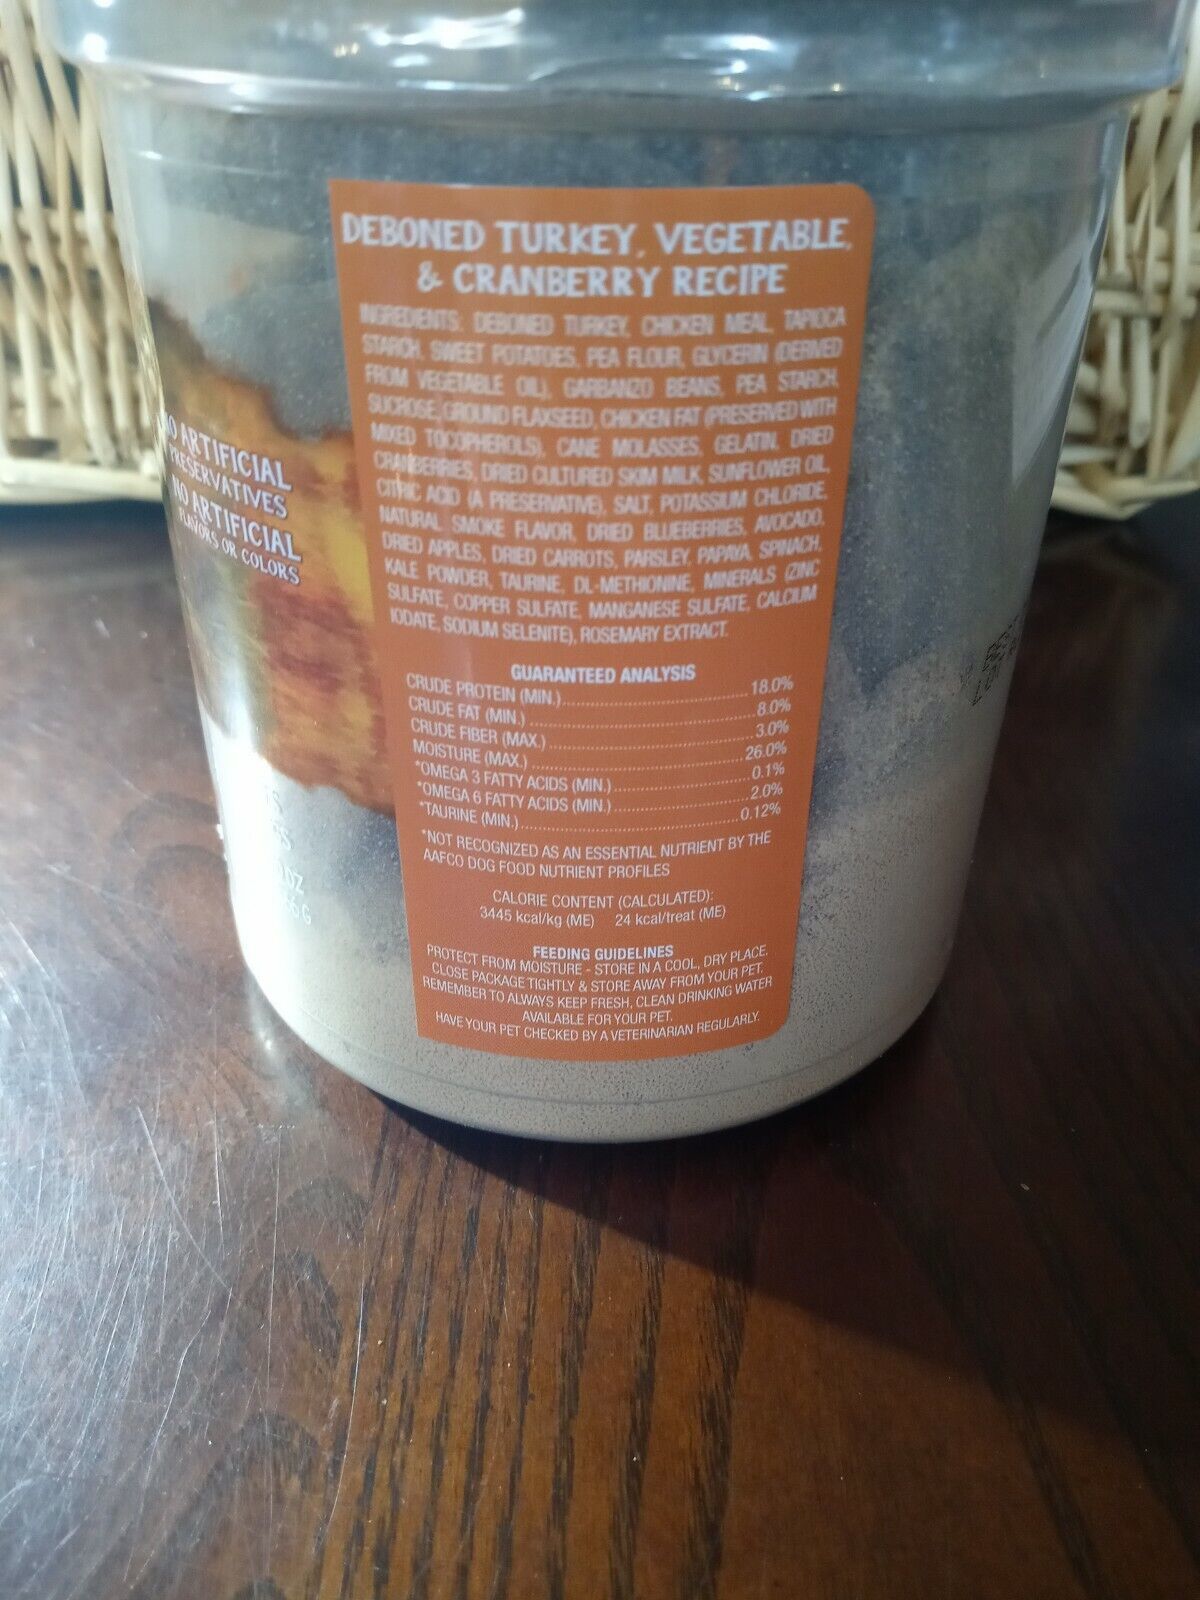 DEBONED TURKEY, VEGETABLE,
& CRANBERRY RECIPE
INGREDIENTS: DEBONED TURKEY, CHICKEN MEAL, TAPIOCA
STARCH, SWEET POTATOES, PEA FLOUR, GLYCERIN (DERIVED
FROM VEGETABLE OIL), GARBANZO BEANS, PEA STARCH,
SUCROSE, GROUND FLAXSEED, CHICKEN FAT (PRESERVED WITH
MIXED TOCOPHEROLS), CANE MOLASSES, GELATIN, DRIED
CRANBERRIES, DRIED CULTURED SKIM MILK, SUNFLOWER OIL,
CITRIC ACID (A PRESERVATIVE), SALT, POTASSIUM CHLORIDE,
NATURAL SMOKE FLAVOR, DRIED BLUEBERRIES, AVOCADO,
DRIED APPLES, DRIED CARROTS, PARSLEY, PAPAYA, SPINACH,
KALE POWDER, TAURINE, DL-METHIONINE, MINERALS (ZINC
SULFATE, COPPER SULFATE, MANGANESE SULFATE, CALCIUM
IODATE, SODIUM SELENITE), ROSEMARY EXTRACT.
GUARANTEED ANALYSIS
CRUDE PROTEIN (MIN.)..........18.0%
CRUDE FAT (MIN.)..........8.0%
CRUDE FIBER (MAX.)..........3.0%
MOISTURE (MAX.)..........26.0%
*OMEGA 3 FATTY ACIDS (MIN.)..........0.1%
*OMEGA 6 FATTY ACIDS (MIN.)..........2.0%
*TAURINE (MIN.)..........0.12%
*NOT RECOGNIZED AS AN ESSENTIAL NUTRIENT BY THE
AAFCO DOG FOOD NUTRIENT PROFILES
CALORIE CONTENT (CALCULATED):
3445 kcal/kg (ME) 24 kcal/treat (ME)
FEEDING GUIDELINES
PROTECT FROM MOISTURE - STORE IN A COOL, DRY PLACE.
CLOSE PACKAGE TIGHTLY & STORE AWAY FROM YOUR PET.
REMEMBER TO ALWAYS KEEP FRESH, CLEAN DRINKING WATER
AVAILABLE FOR YOUR PET.
HAVE YOUR PET CHECKED BY A VETERINARIAN REGULARLY.
NO ARTIFICIAL
PRESERVATIVES
NO ARTIFICIAL
FLAVORS OR COLORS